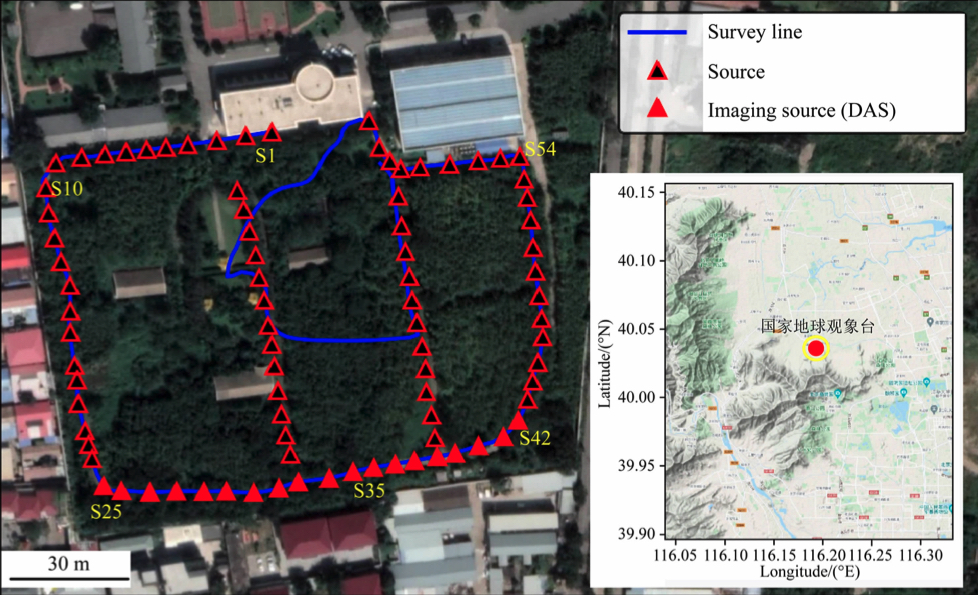 Survey line
Source
Imaging source (DAS)
S1
S54
S10
S42
S35
S25
30 m
40.15
40.10
40.05
40.00
39.95
39.90
Latitude/(°N)
国家地球观象台
116.05 116.10 116.15 116.20 116.25 116.30
Longitude/(°E)